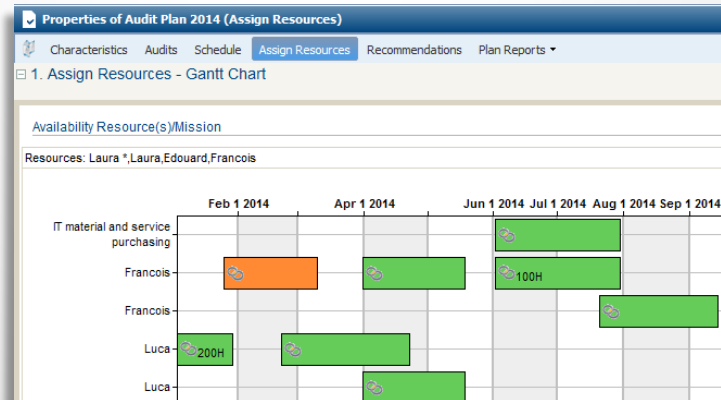 Properties of Audit Plan 2014 (Assign Resources)
Characteristics Audits Schedule Assign Resources Recommendations Plan Reports
1. Assign Resources - Gantt Chart
Availability Resource(s)/Mission
Resources: Laura *,Laura,Edouard,Francois
Feb 1 2014 Apr 1 2014 Jun 1 2014 Jul 1 2014 Aug 1 2014 Sep 1 2014
IT material and service
purchasing
Francois 100H
Francois
Luca 200H
Luca